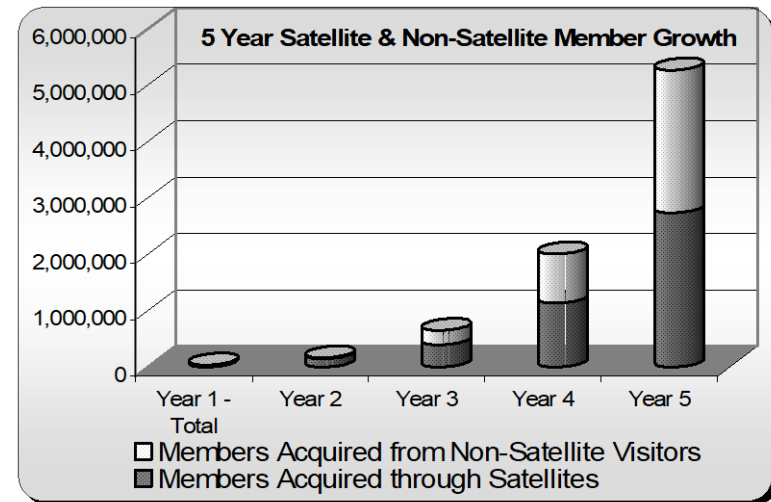 5 Year Satellite & Non-Satellite Member Growth
6,000,000
5,000,000
4,000,000
3,000,000
2,000,000
1,000,000
0
Year 1 - Total
Year 2
Year 3
Year 4
Year 5
Members Acquired from Non-Satellite Visitors
Members Acquired through Satellites